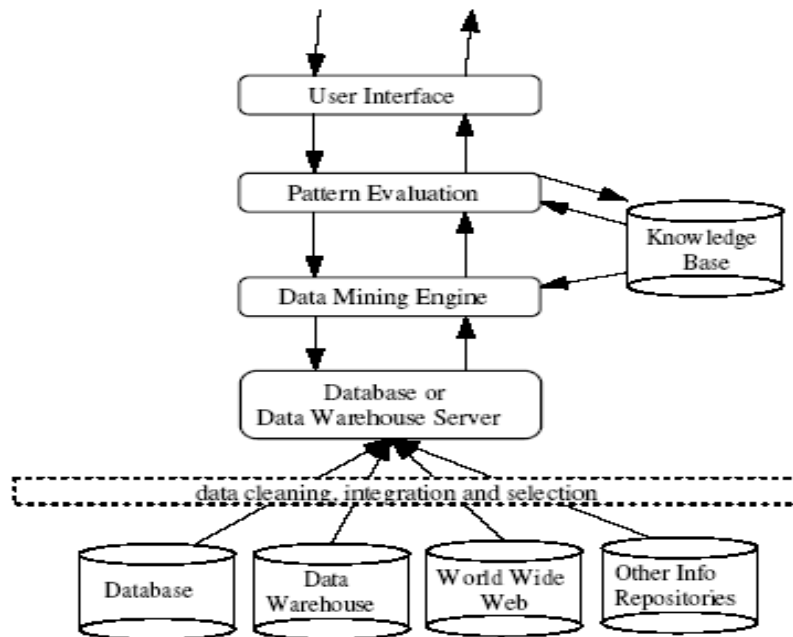 User Interface
Pattern Evaluation
Knowledge
Base
Data Mining Engine
Database or
Data Warehouse Server
data cleaning, integration and selection
Database
Data
Warehouse
World Wide
Web
Other Info
Repositories